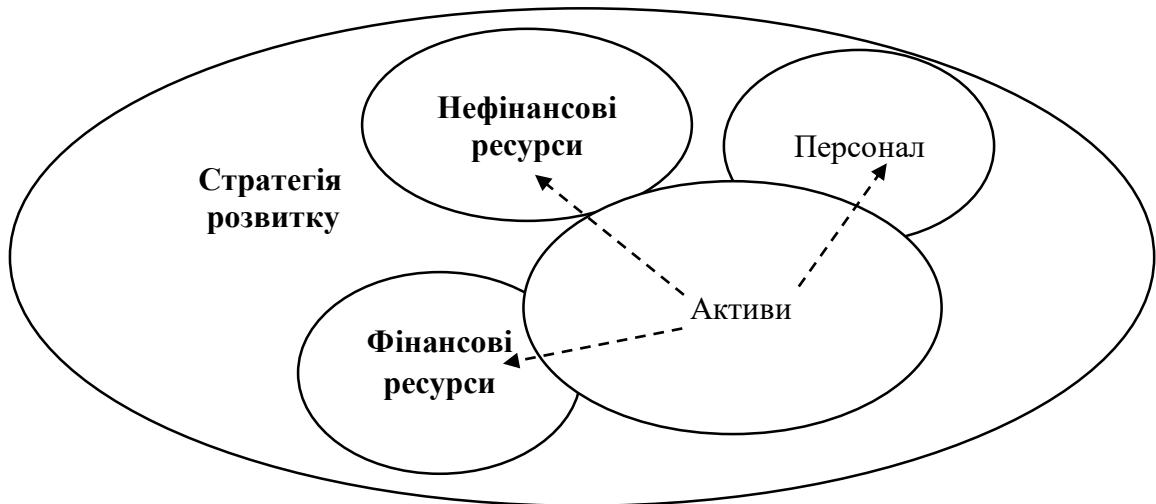 Нефінансові
ресурси
Персонал
Стратегія
розвитку
Активи
Фінансові
ресурси